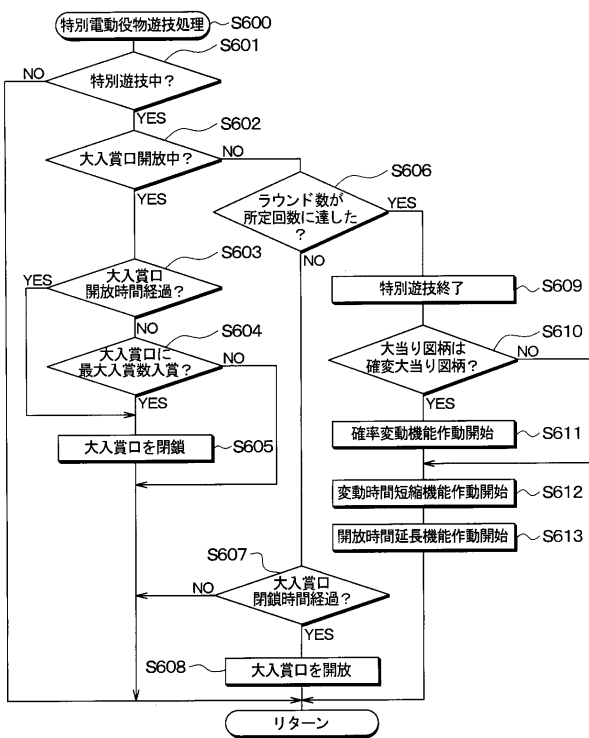 特別電動役物遊技処理
S600
S601
特別遊技中？
NO
YES
S602
大入賞口開放中？
NO
YES
S606
ラウンド数が
所定回数に達した
？
YES
NO
S603
大入賞口
開放時間経過？
YES
NO
S604
大入賞口に
最大入賞数入賞？
NO
YES
大入賞口を閉鎖
S605
特別遊技終了
S609
S610
大当り図柄は
確変大当り図柄？
NO
YES
確率変動機能作動開始
S611
変動時間短縮機能作動開始
S612
開放時間延長機能作動開始
S613
S607
大入賞口
閉鎖時間経過？
NO
YES
S608
大入賞口を開放
リターン